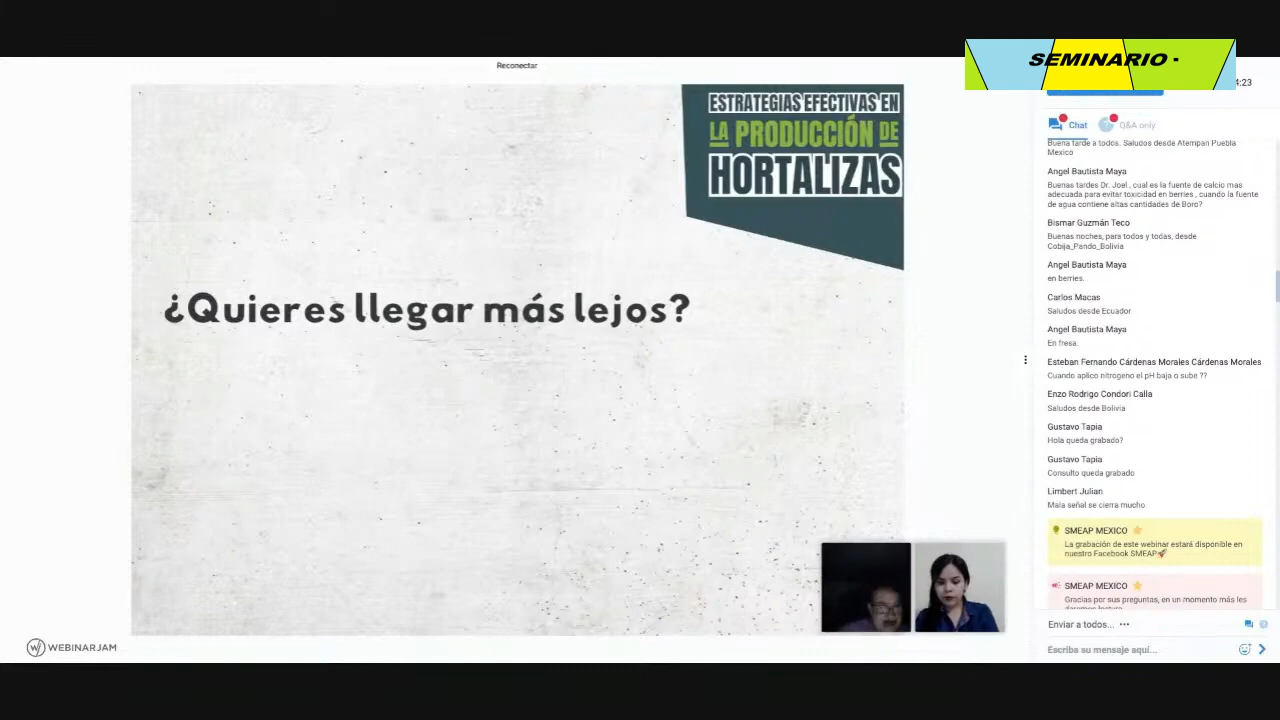 SEMINARIO -
Reconectar
4:23
ESTRATEGIAS EFECTIVAS EN
LA PRODUCCIÓN DE
HORTALIZAS
¿Quieres llegar más lejos?
WEBINARJAM
Chat
Q&A only
Buena tarde a todos. Saludos desde Atempan Puebla
Mexico
Angel Bautista Maya
Buenas tardes Dr. Joel , cual es la fuente de calcio mas
adecuada para evitar toxicidad en berries , cuando la fuente
de agua contiene altas cantidades de Boro?
Bismar Guzmán Teco
Buenas noches, para todos y todas, desde
Cobija_Pando_Bolivia
Angel Bautista Maya
en berries.
Carlos Macas
Saludos desde Ecuador
Angel Bautista Maya
En fresa.
Esteban Fernando Cárdenas Morales Cárdenas Morales
Cuando aplico nitrogeno el pH baja o sube ??
Enzo Rodrigo Condori Calla
Saludos desde Bolivia
Gustavo Tapia
Hola queda grabado?
Gustavo Tapia
Consulto queda grabado
Limbert Julian
Mala señal se cierra mucho
SMEAP MEXICO
La grabación de este webinar estará disponible en
nuestro Facebook SMEAP
SMEAP MEXICO
Gracias por sus preguntas, en un momento más les
daremos lectura
Enviar a todos...
Escriba su mensaje aquí...